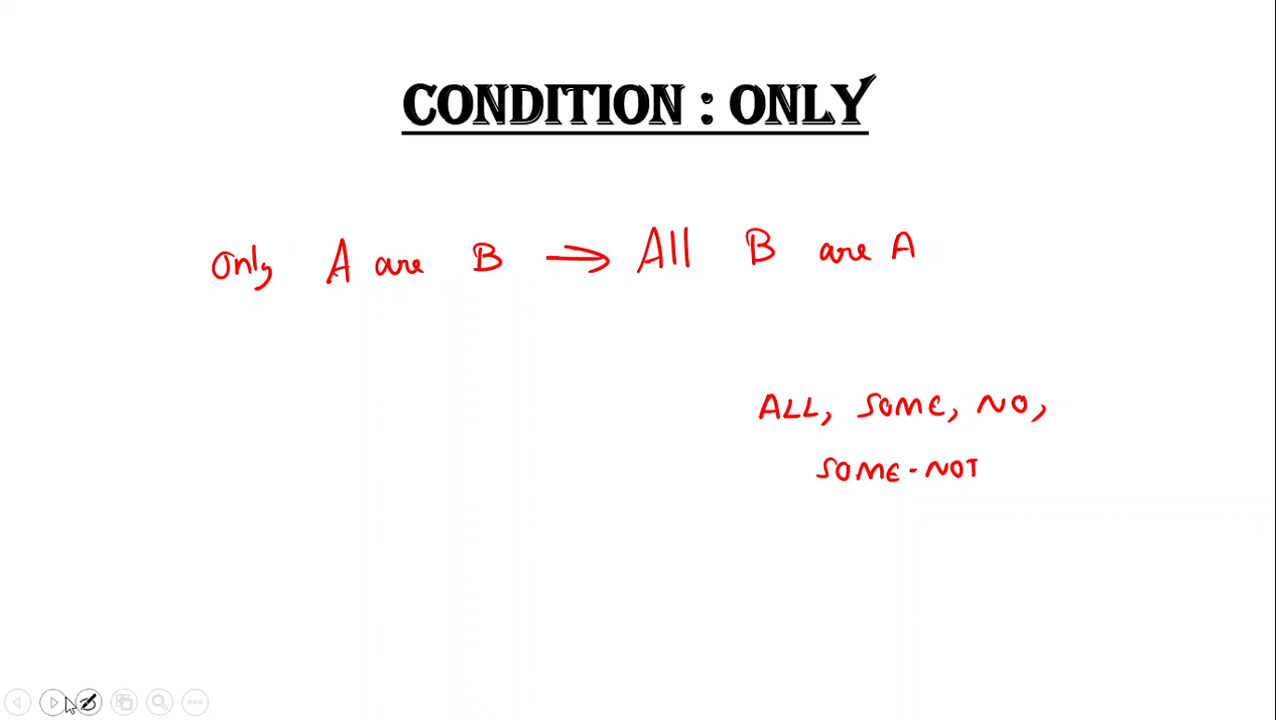 CONDITION : ONLY
Only A are B → All B are A
ALL, SOME, NO,
SOME-NOT